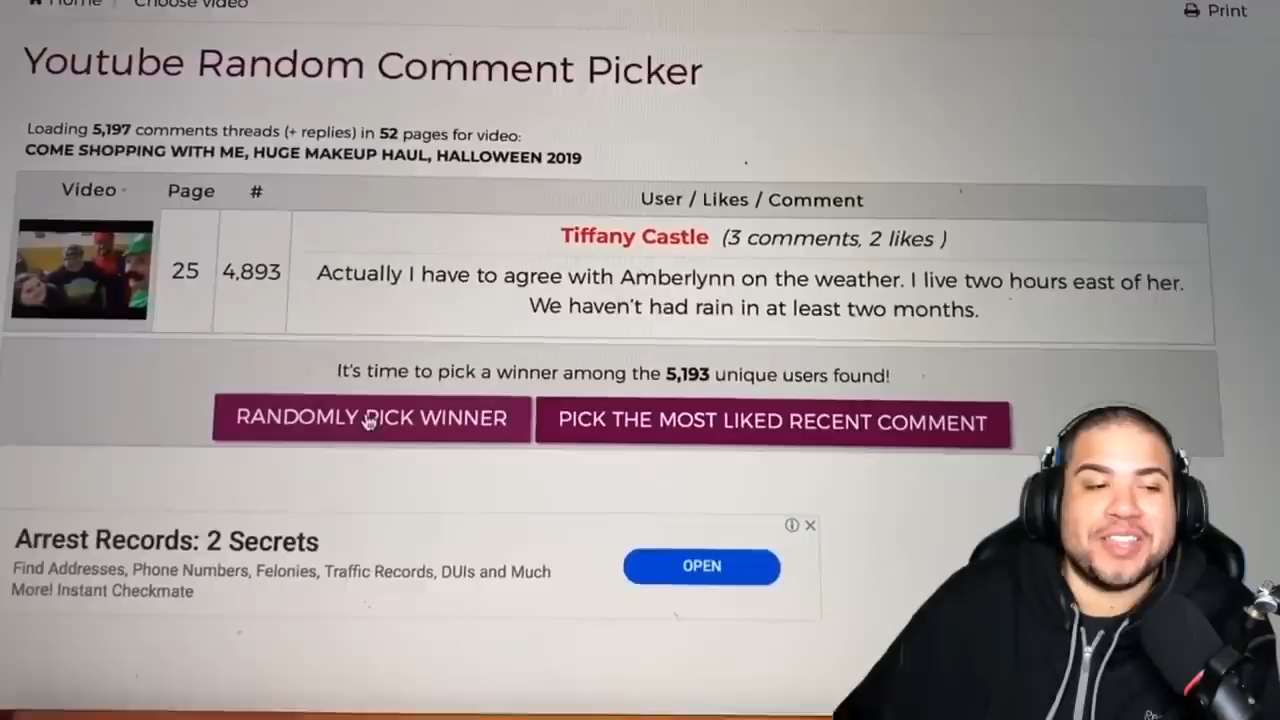 Home Choose video
Print
Youtube Random Comment Picker
Loading 5,197 comments threads (+ replies) in 52 pages for video:
COME SHOPPING WITH ME, HUGE MAKEUP HAUL, HALLOWEEN 2019
Video Page # User / Likes / Comment
Tiffany Castle (3 comments, 2 likes )
25 4,893 Actually I have to agree with Amberlynn on the weather. I live two hours east of her.
We haven't had rain in at least two months.
It's time to pick a winner among the 5,193 unique users found!
RANDOMLY PICK WINNER PICK THE MOST LIKED RECENT COMMENT
Arrest Records: 2 Secrets
Find Addresses, Phone Numbers, Felonies, Traffic Records, DUIs and Much
More! Instant Checkmate
OPEN